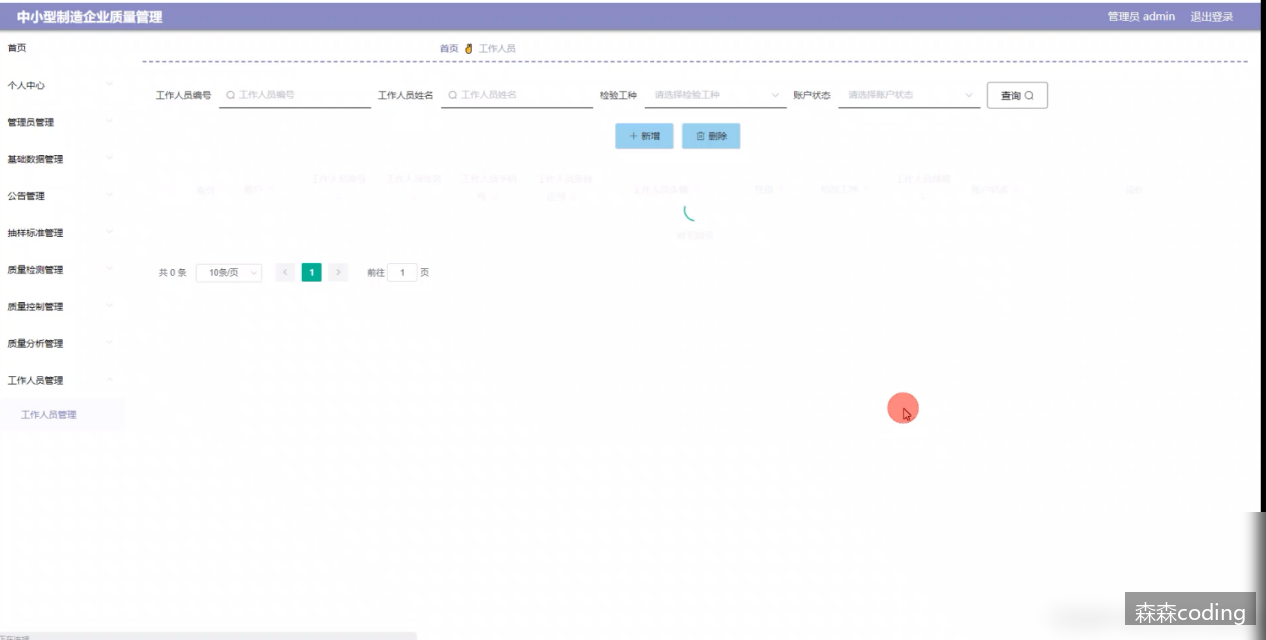 中小型制造企业质量管理
管理员 admin 退出登录
首页
首页 工作人员
个人中心
工作人员编号 工作人员编号 工作人员姓名 工作人员姓名 检验工种 请选择检验工种 账户状态 请选择账户状态 查询
管理员管理
新增 删除
基础数据管理
公告管理
抽样标准管理
质量检测管理
共 0 条 10条/页 1 前往 1 页
质量控制管理
质量分析管理
工作人员管理
工作人员管理
森森coding